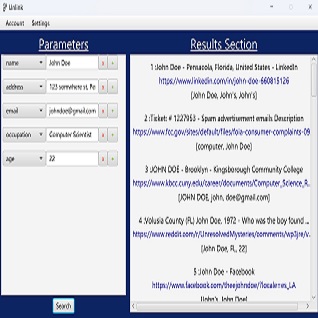 Unlink
Account Settings
Parameters
name John Doe x +
address 123 somwhere st, Pe x +
email johndoe@gmail.com x +
occupation Computer Scientist x +
age 22 x +
Search
Results Section
1 :John Doe - Pensacola, Florida, United States - LinkedIn
https://www.linkedin.com/in/john-doe-660815126
[John Doe, John's, John's]
2 :Ticket: # 1227953 - Spam advertisement emails Description
https://www.fcc.gov/sites/default/files/foia-consumer-complaints-09
[computer, John Doe]
3 :JOHN DOE - Brooklyn - Kingsborough Community College
https://www.kbcc.cuny.edu/career/documents/Computer_Science_R...
[JOHN DOE, john, doe@gmail.com]
4 :Volusia County (FL) John Doe, 1972 - Who was the boy found ...
https://www.reddit.com/r/UnresolvedMysteries/comments/wp3jre/v...
[John Doe, FL, 22]
5 :John Doe - Facebook
https://www.facebook.com/theejohndoe/?locale=es_LA
[John's, John Doe]